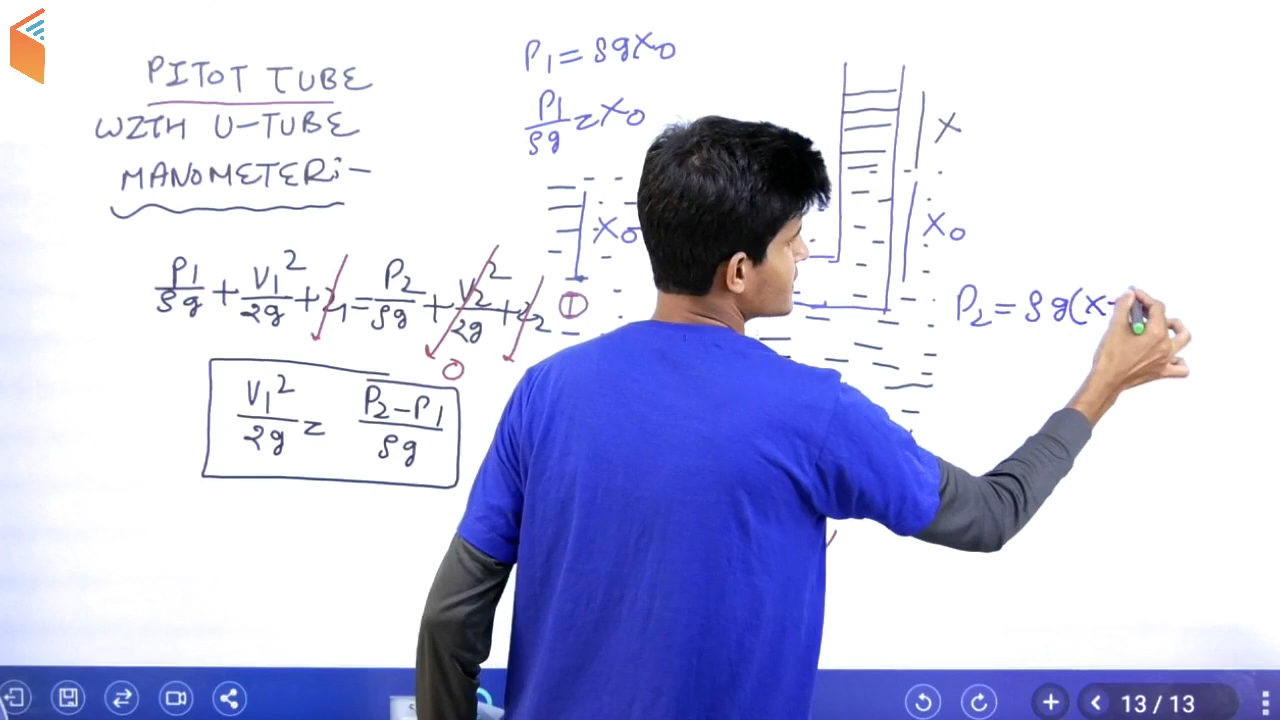 PITOT TUBE
WZTH U-TUBE
MANOMETER:-
P1/ρg + V1²/2g + z1 = P2/ρg + V2²/2g + z2
0
V1²/2g = P2-P1/ρg
P1 = ρgx0
P1/ρg = x0
x0
1
x
x0
P2 = ρg(x+
13 / 13